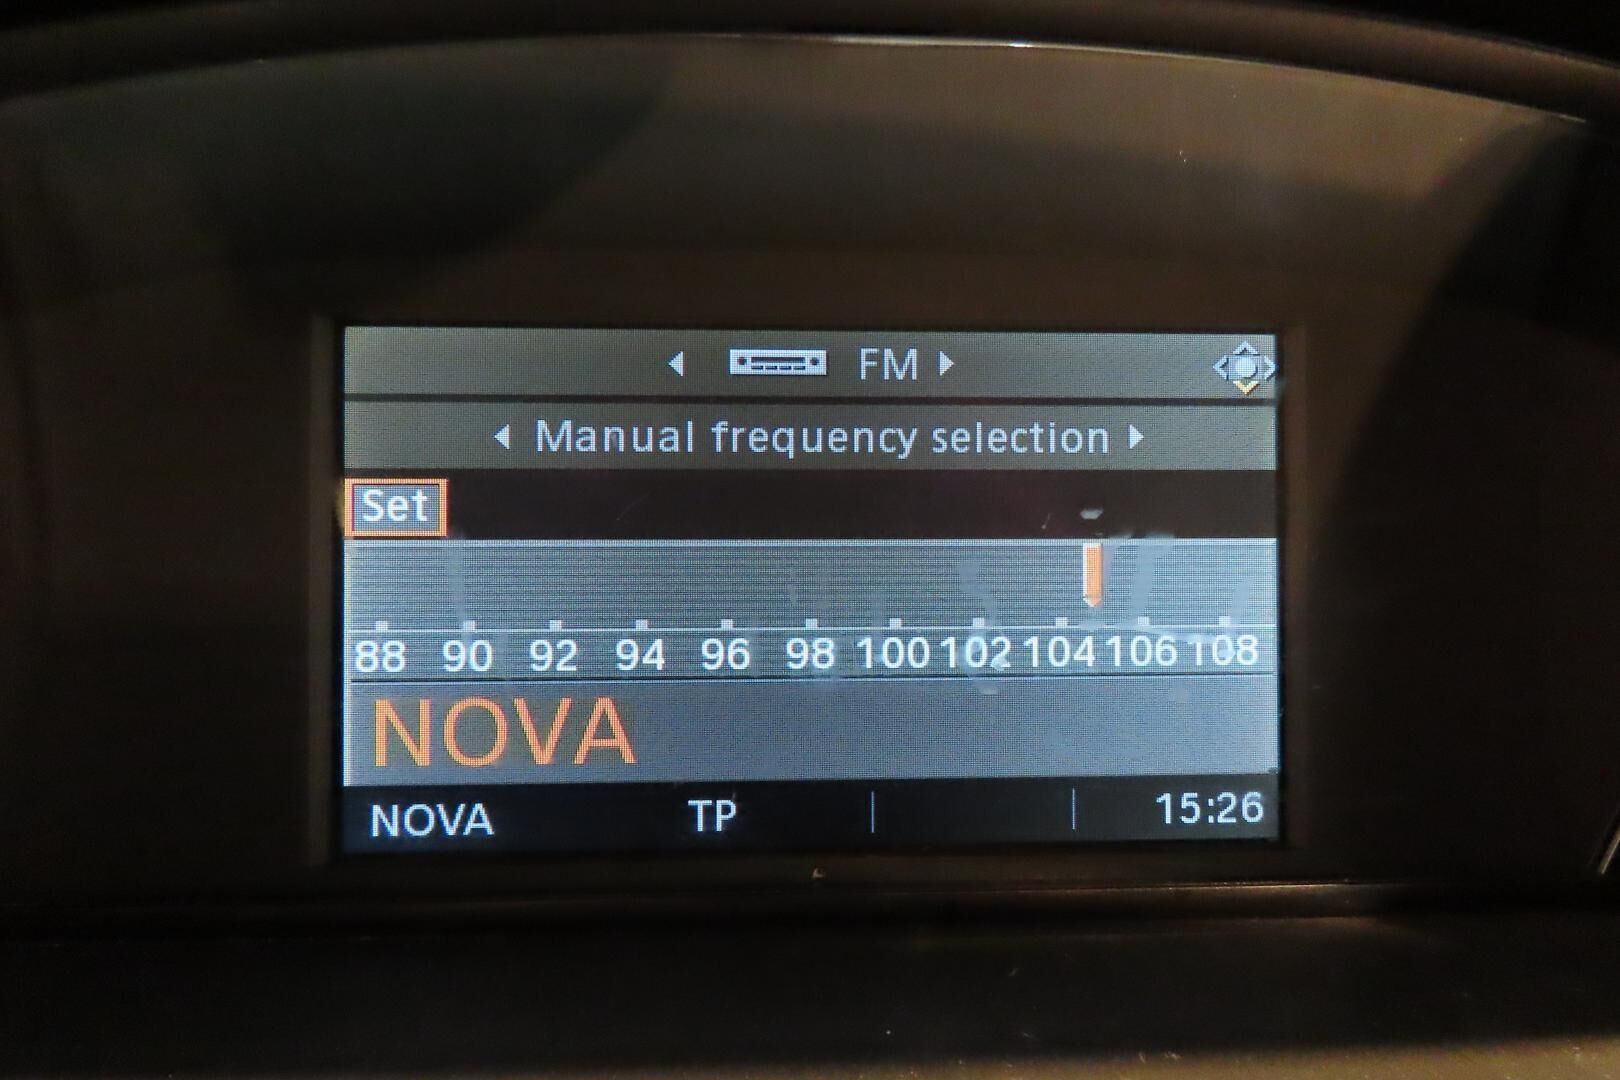 FM
Manual frequency selection
Set
88 90 92 94 96 98 100 102 104 106 108
NOVA
NOVA TP 15:26